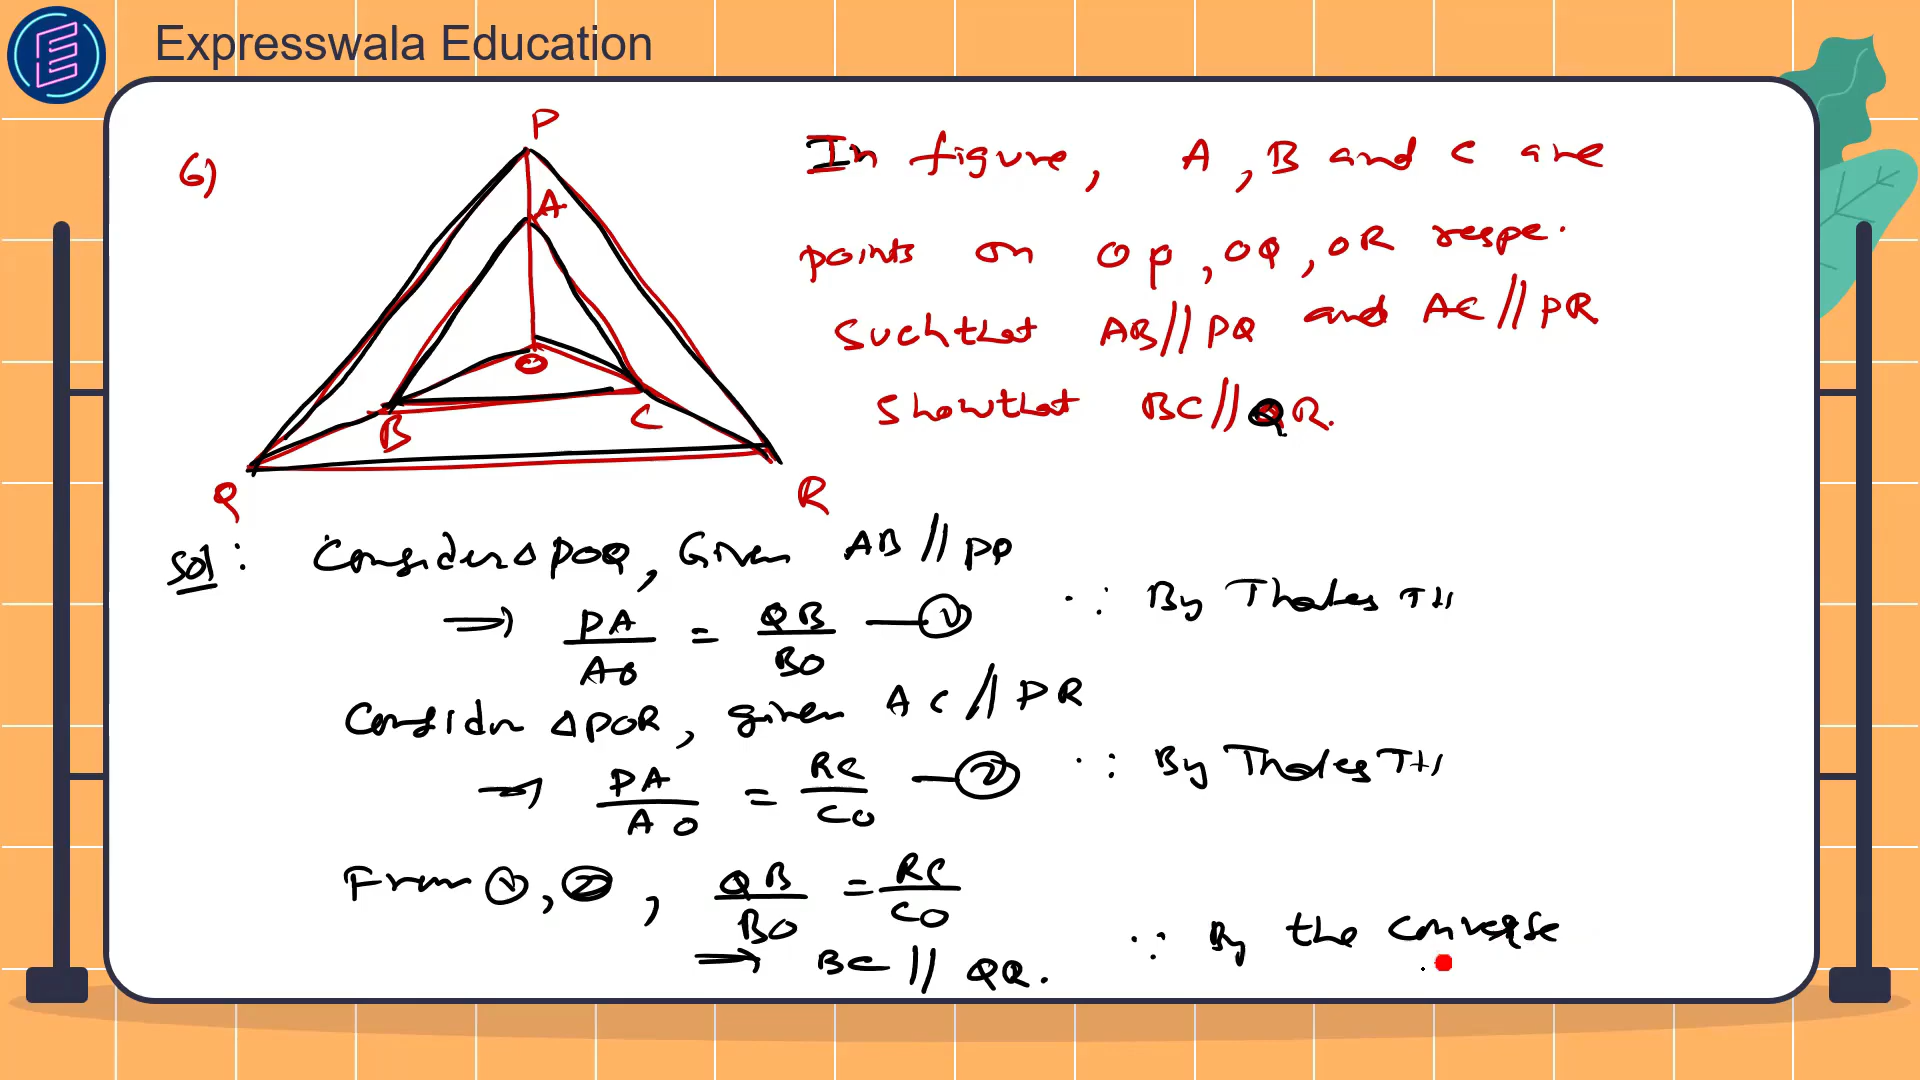 Expresswala Education
6)
P
A
O
B
C
Q
R
In figure, A, B and C are
points on OP, OQ, OR respe.
Such that AB//PQ and AC//PR
Show that BC//QR.
Sol: Consider △POQ, Given AB // PQ
⇒ PA/AO = QB/BO —① ∵ By Thales TH
Consider △POR, given AC // PR
⇒ PA/AO = RC/CO —② ∵ By Thales TH
From ①, ②, QB/BO = RC/CO
⇒ BC // QR. ∵ By the Converse